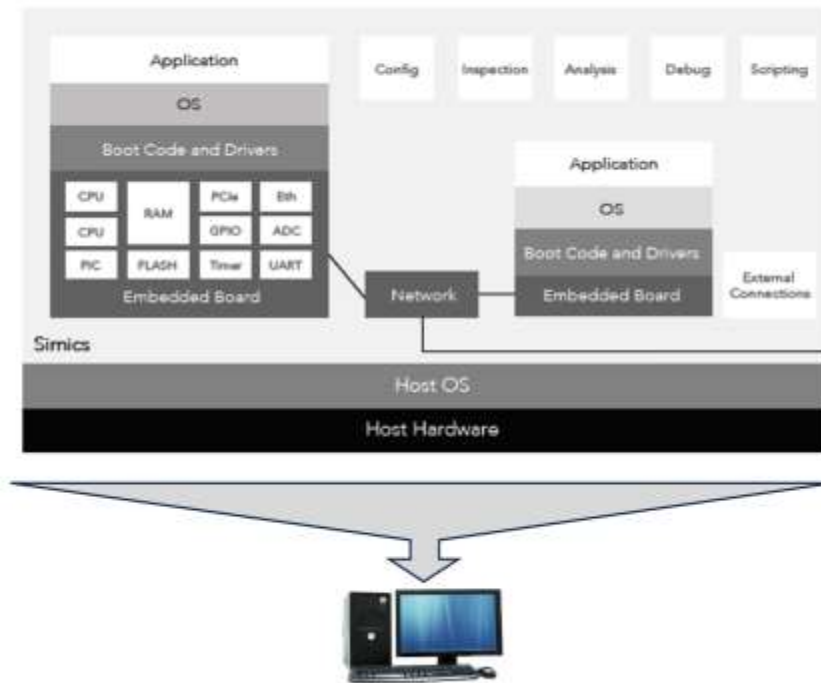 Application
OS
Boot Code and Drivers
CPU
RAM
PCIe
Eth
CPU
GPIO
ADC
PIC
FLASH
Timer
UART
Embedded Board
Config
Inspection
Analysis
Debug
Scripting
Network
Application
OS
Boot Code and Drivers
Embedded Board
External
Connections
Simics
Host OS
Host Hardware